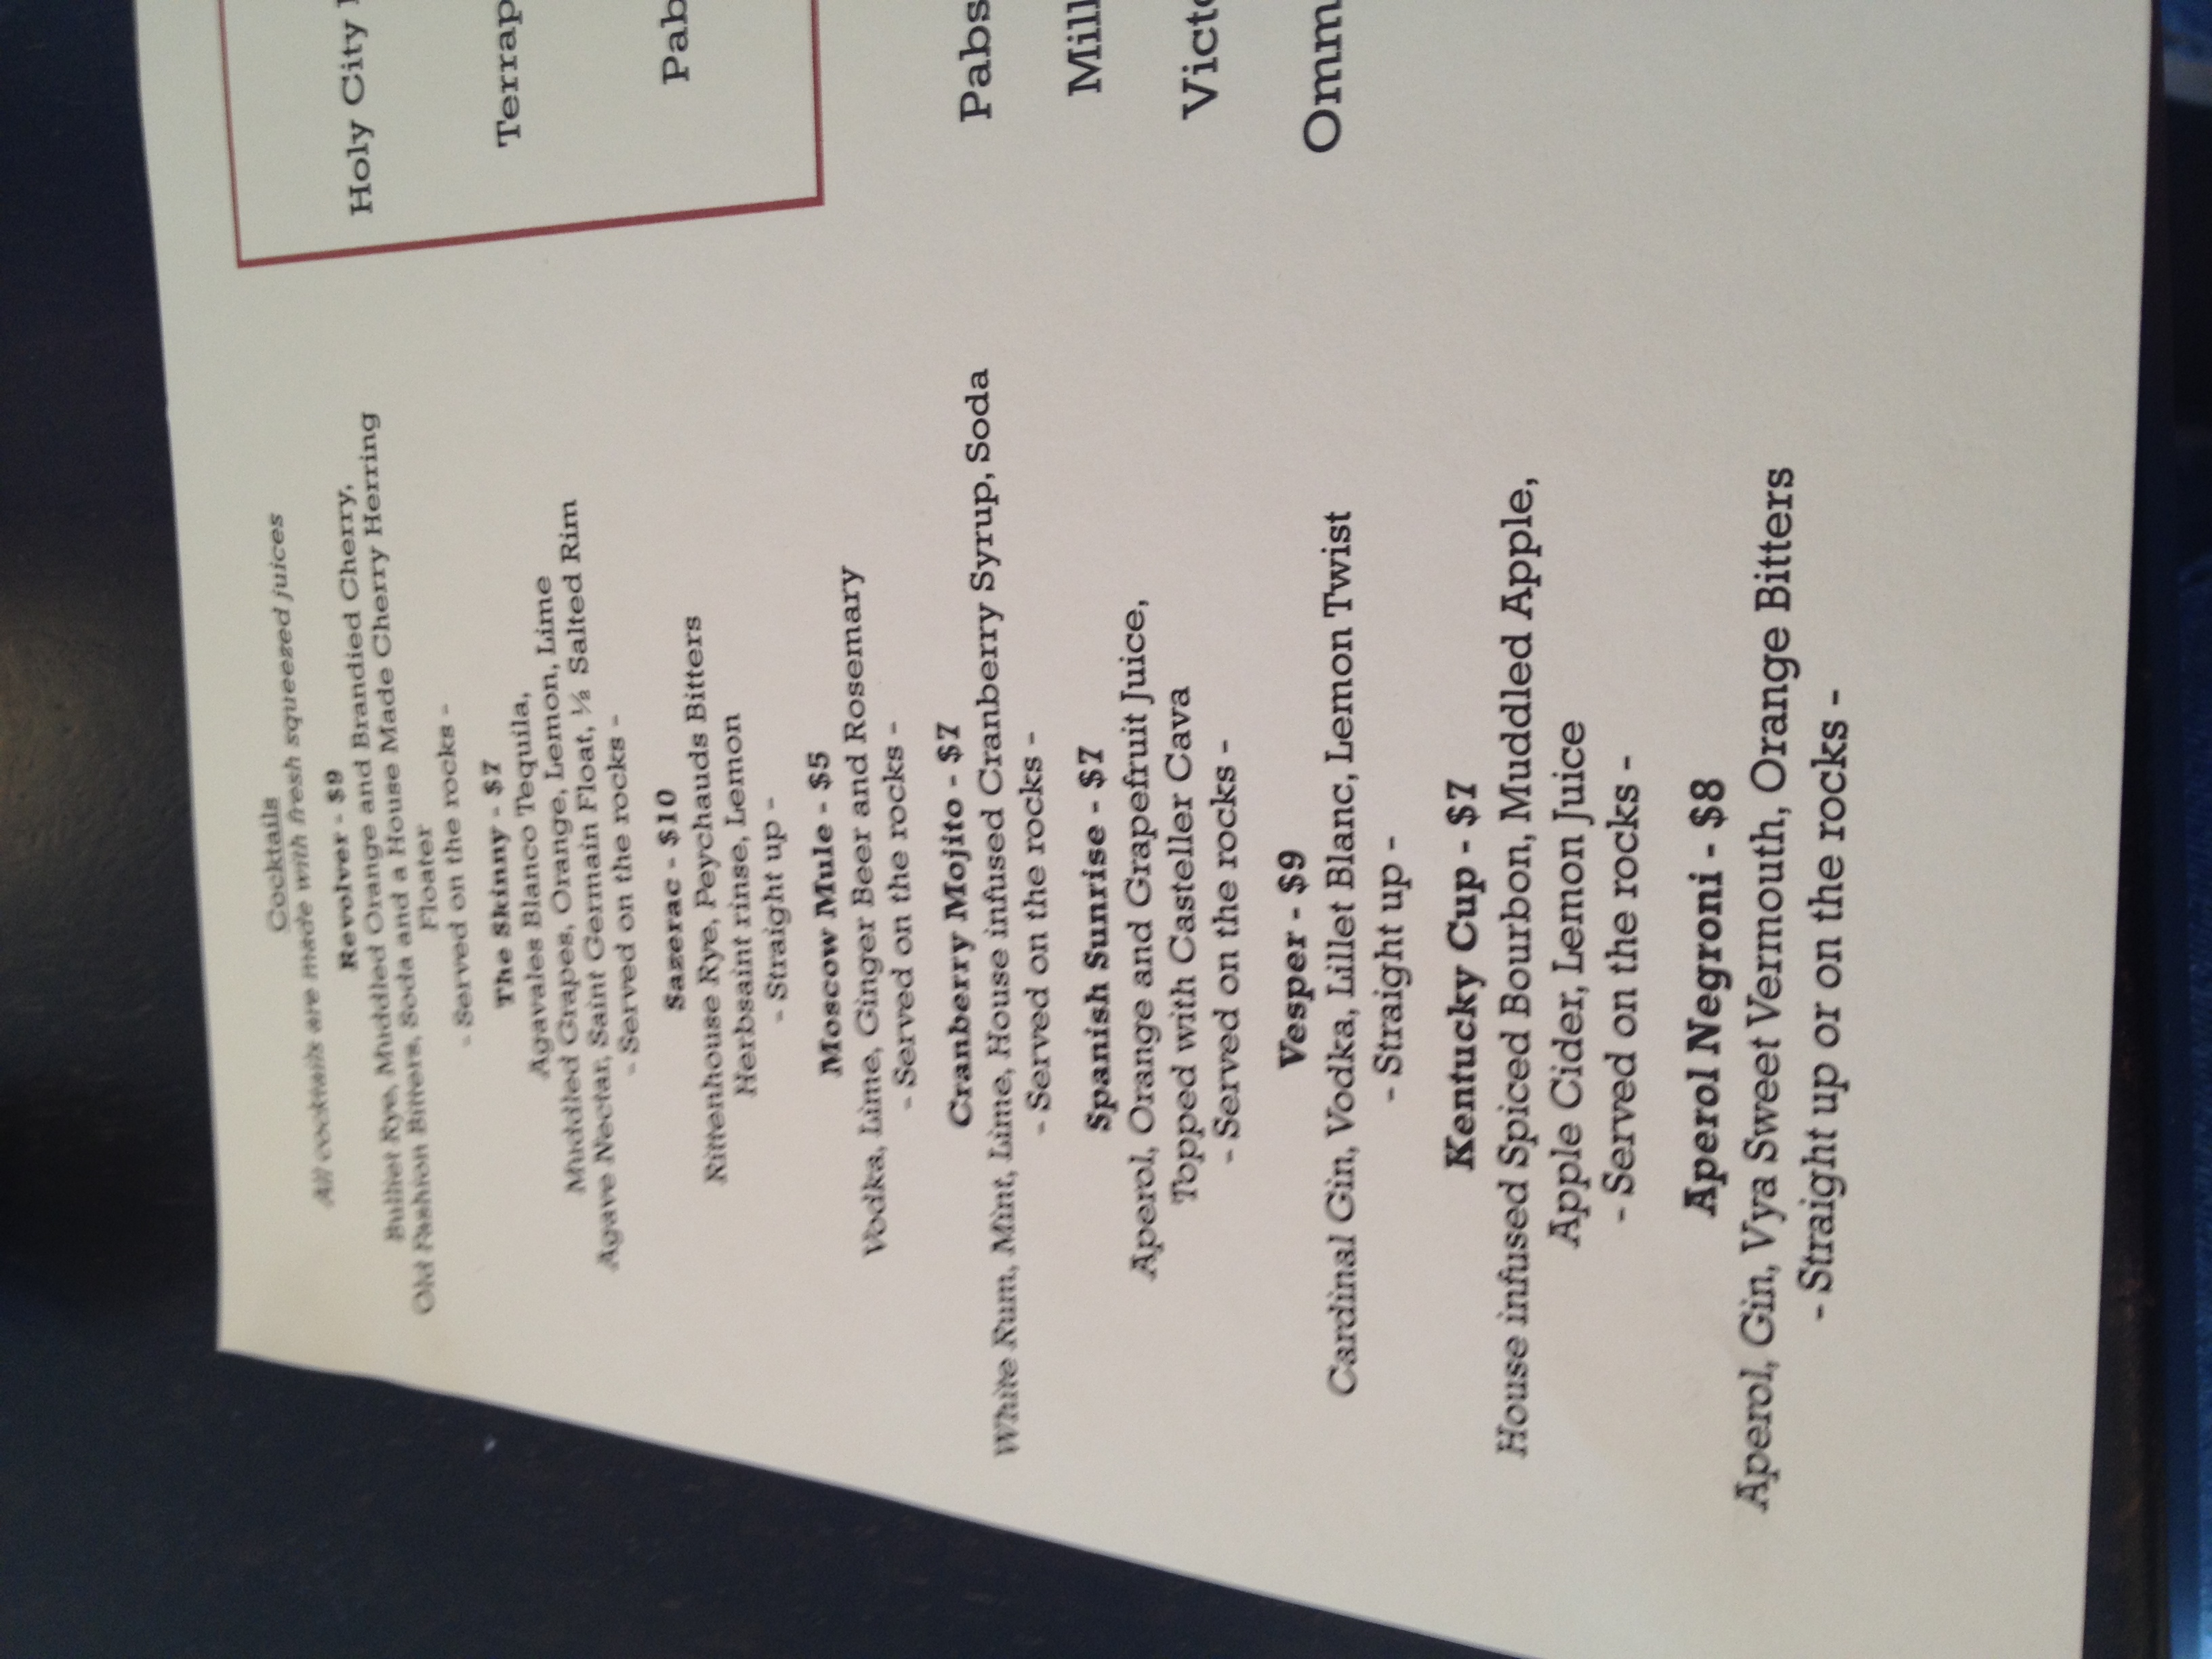 Cocktails
All cocktails are made with fresh squeezed juices
Revolver - $9
Bulliet Rye, Muddled Orange and Brandied Cherry,
Old Fashion Bitters, Soda and a House Made Cherry Herring
Floater
- Served on the rocks -
The Skinny - $7
Agavales Blanco Tequila,
Muddled Grapes, Orange, Lemon, Lime
Agave Nectar, Saint Germain Float, ½ Salted Rim
- Served on the rocks -
Sazerac - $10
Rittenhouse Rye, Peychauds Bitters
Herbsaint rinse, Lemon
- Straight up -
Moscow Mule - $5
Vodka, Lime, Ginger Beer and Rosemary
- Served on the rocks -
Cranberry Mojito - $7
White Rum, Mint, Lime, House infused Cranberry Syrup, Soda
- Served on the rocks -
Spanish Sunrise - $7
Aperol, Orange and Grapefruit Juice,
Topped with Casteller Cava
- Served on the rocks -
Vesper - $9
Cardinal Gin, Vodka, Lillet Blanc, Lemon Twist
- Straight up -
Kentucky Cup - $7
House infused Spiced Bourbon, Muddled Apple,
Apple Cider, Lemon Juice
- Served on the rocks -
Aperol Negroni - $8
Aperol, Gin, Vya Sweet Vermouth, Orange Bitters
- Straight up or on the rocks -
Holy City
Terrap
Pab
Pabs
Mill
Victo
Omm